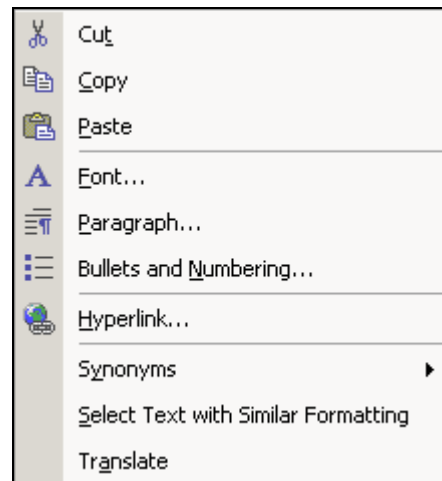 Cut
Copy
Paste
Font...
Paragraph...
Bullets and Numbering...
Hyperlink...
Synonyms
Select Text with Similar Formatting
Translate